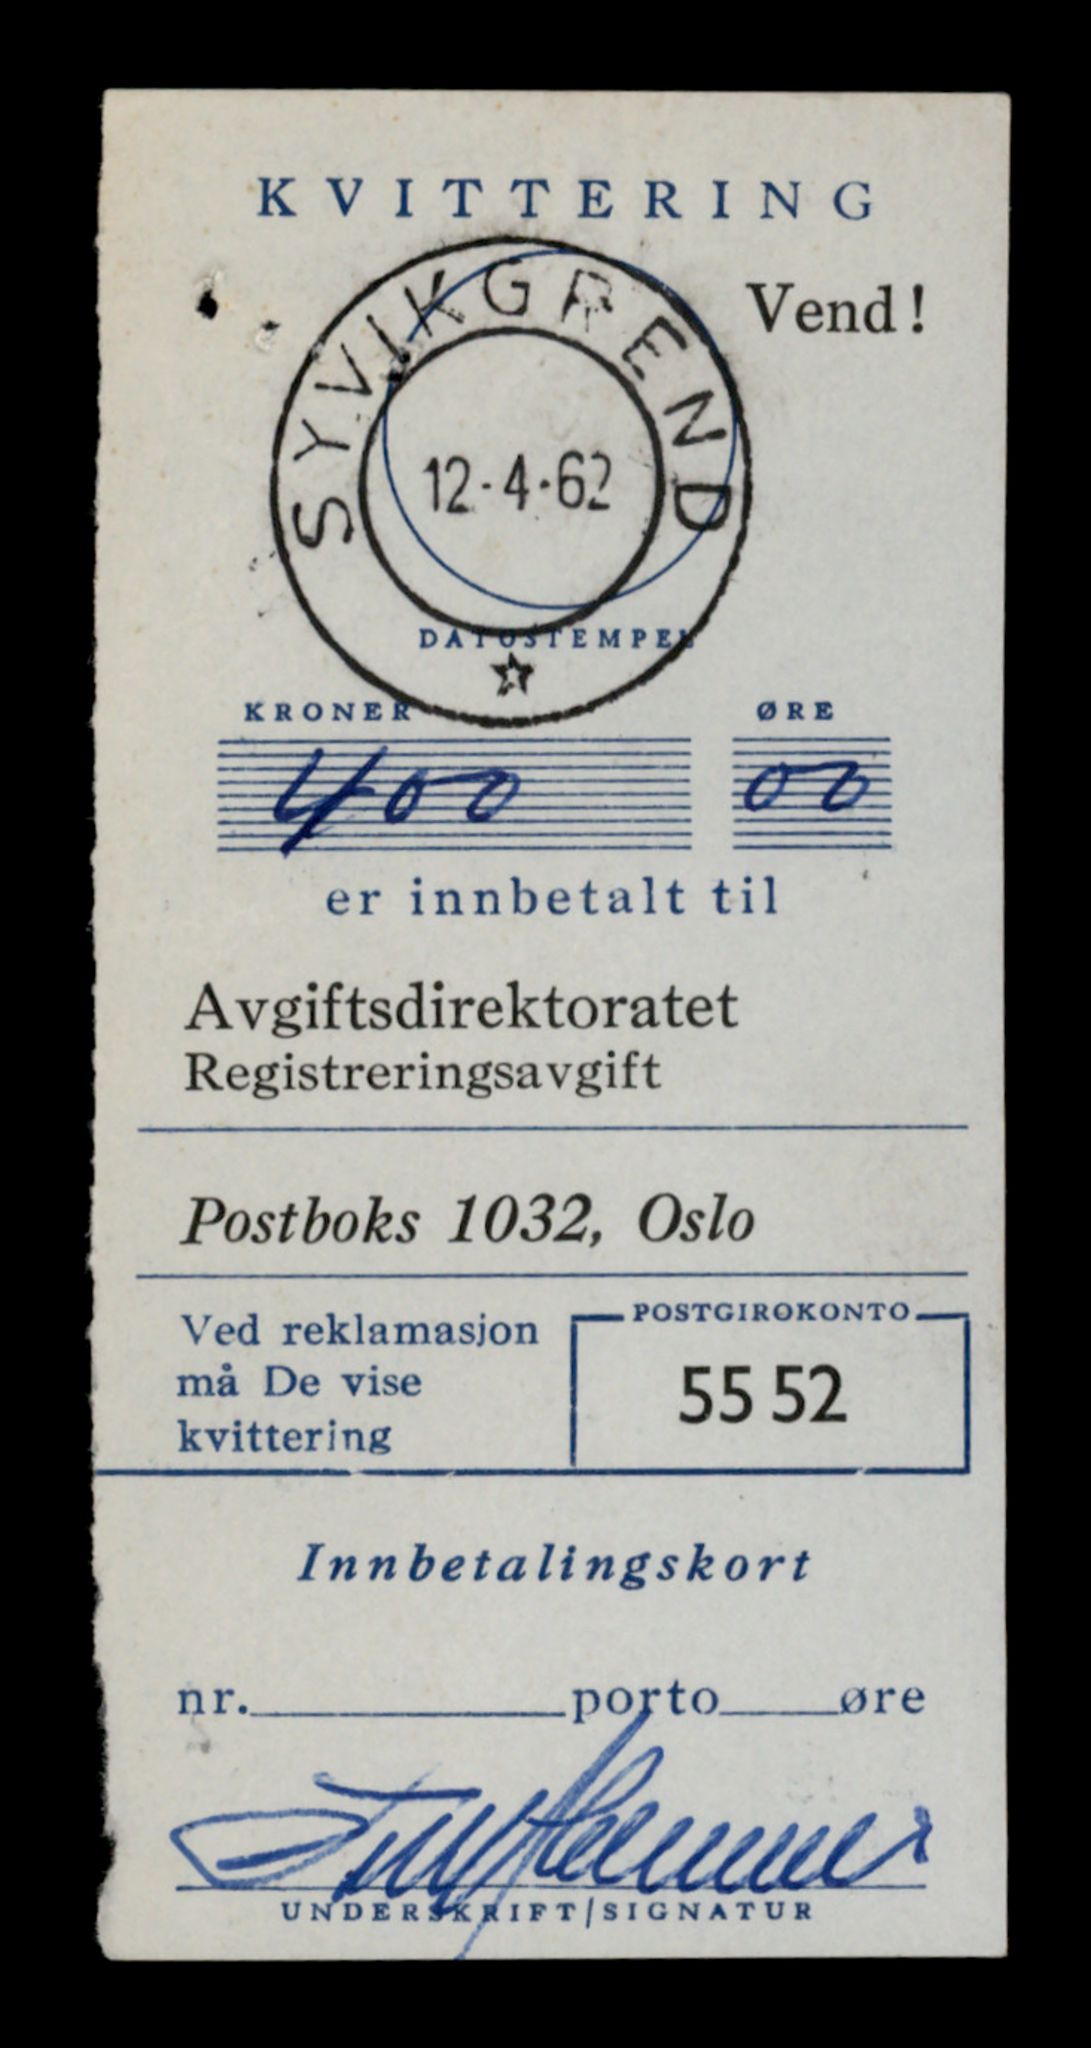 KVITTERING
Vend!
SYVIKGREND
12.4.62
DATOSTEMPEL
KRONER ØRE
400 00
er innbetalt til
Avgiftsdirektoratet
Registreringsavgift
Postboks 1032, Oslo
Ved reklamasjon
må De vise
kvittering
POSTGIROKONTO
55 52
Innbetalingskort
nr. porto øre
UNDERSKRIFT/SIGNATUR